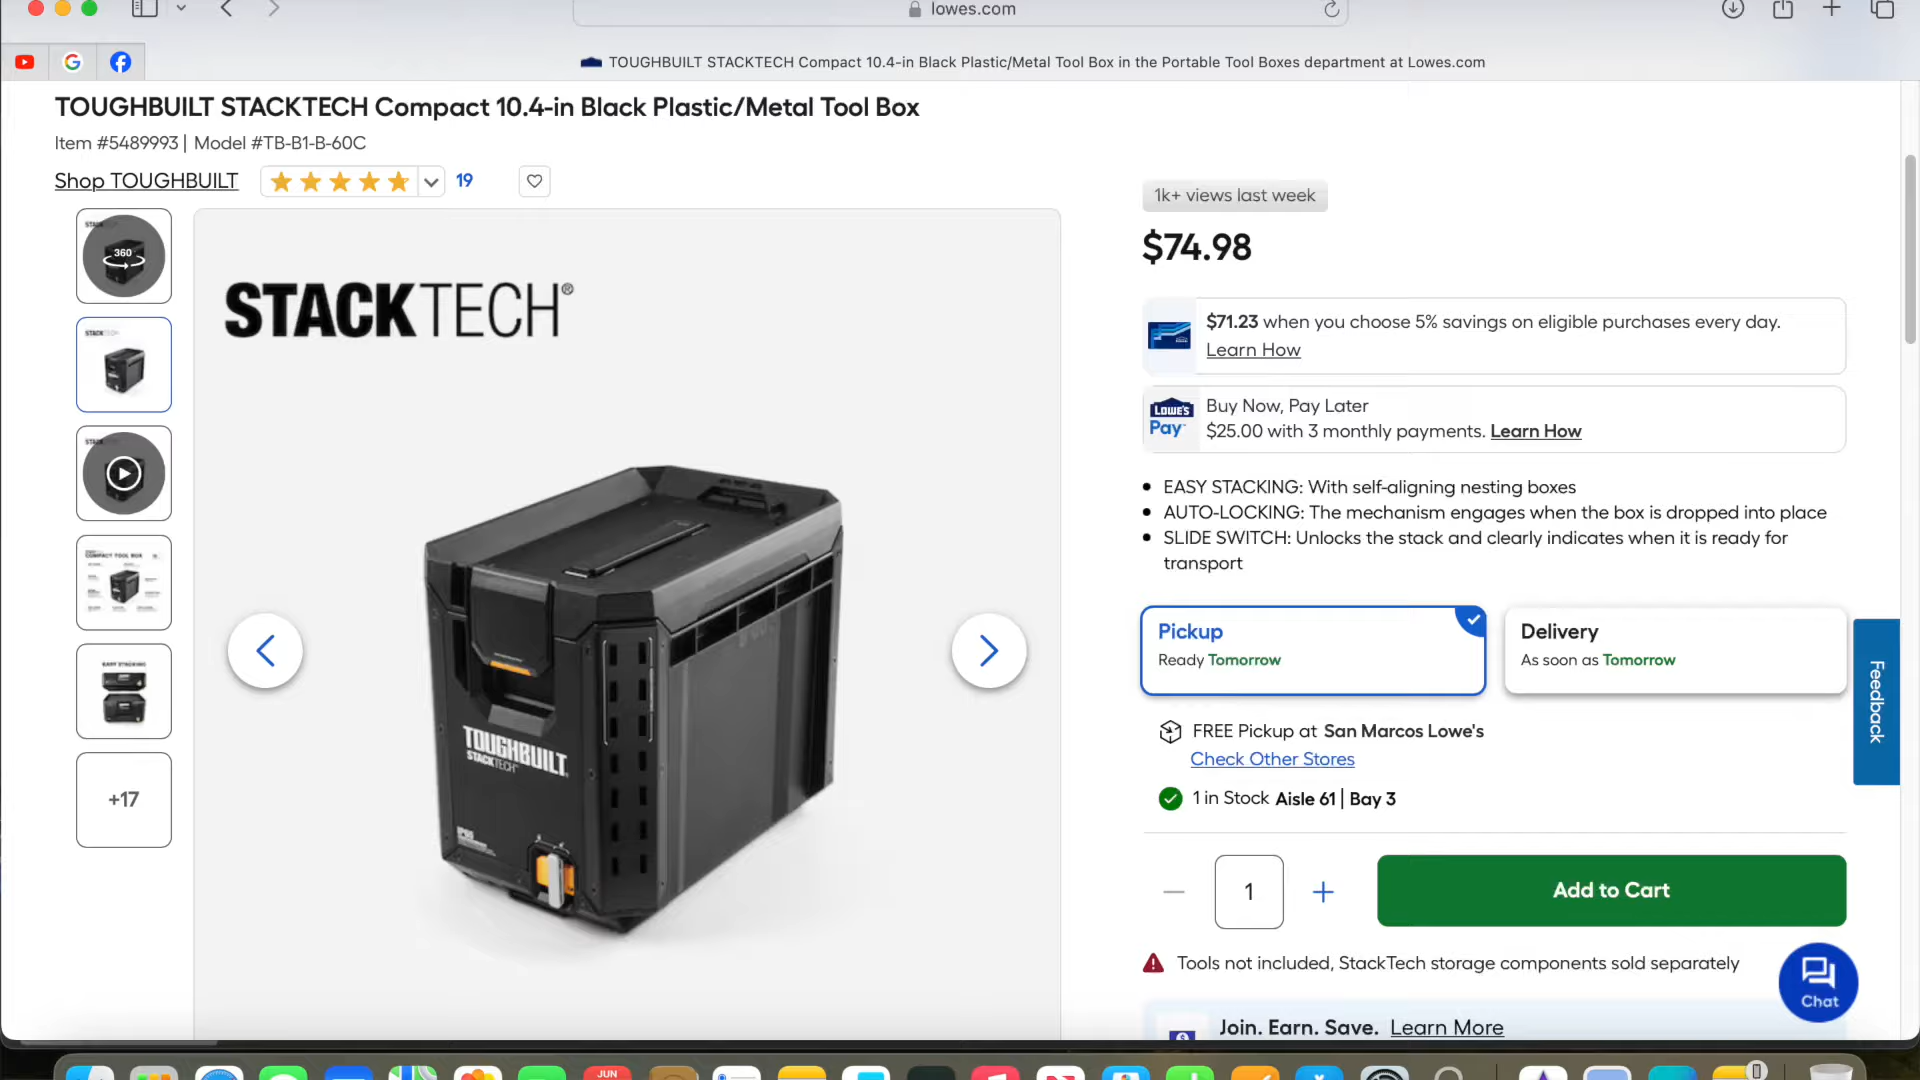 lowes.com
TOUGHBUILT STACKTECH Compact 10.4-in Black Plastic/Metal Tool Box in the Portable Tool Boxes department at Lowes.com
TOUGHBUILT STACKTECH Compact 10.4-in Black Plastic/Metal Tool Box
Item #5489993 | Model #TB-B1-B-60C
Shop TOUGHBUILT
19
360
STACKTECH
COMPACT TOOL BOX
EASY STACKING
+17
STACKTECH®
TOUGHBUILT
STACKTECH
IP65
1k+ views last week
$74.98
$71.23 when you choose 5% savings on eligible purchases every day.
Learn How
LOWE'S
Pay
Buy Now, Pay Later
$25.00 with 3 monthly payments. Learn How
EASY STACKING: With self-aligning nesting boxes
AUTO-LOCKING: The mechanism engages when the box is dropped into place
SLIDE SWITCH: Unlocks the stack and clearly indicates when it is ready for
transport
Pickup
Ready Tomorrow
Delivery
As soon as Tomorrow
Feedback
FREE Pickup at San Marcos Lowe's
Check Other Stores
1 in Stock Aisle 61 | Bay 3
1
Add to Cart
Tools not included, StackTech storage components sold separately
Chat
Join. Earn. Save. Learn More
JUN